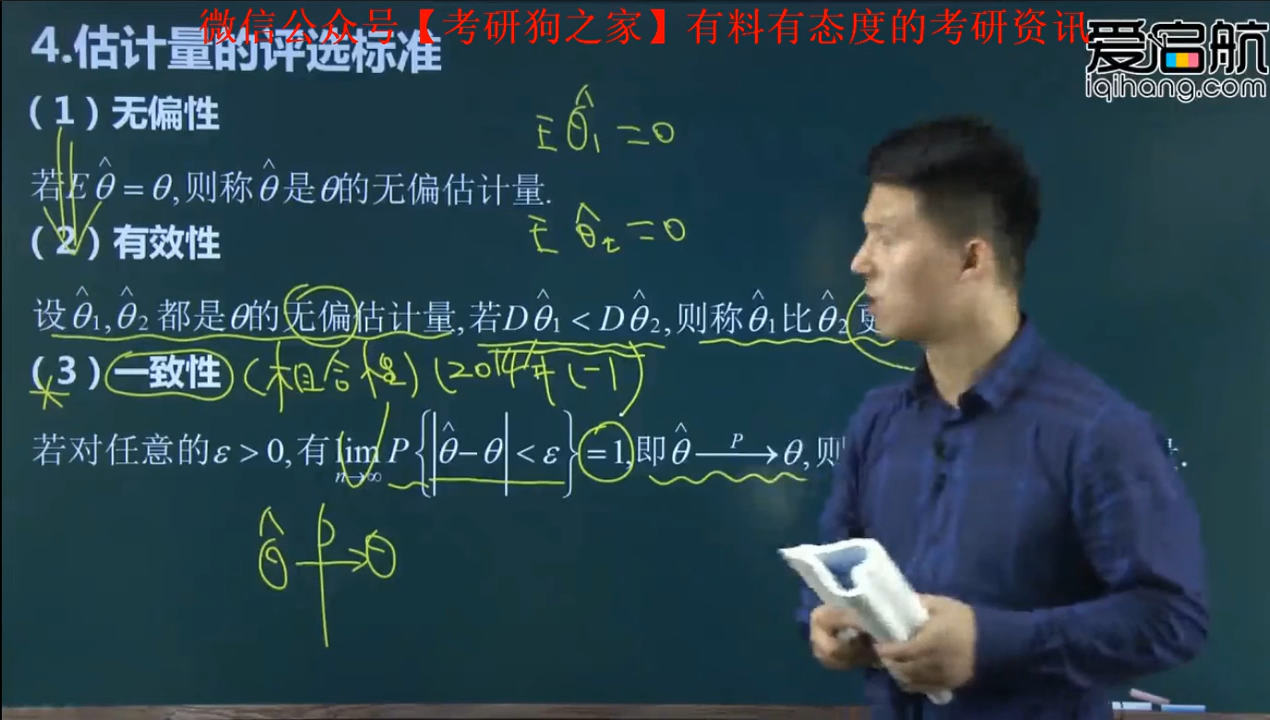 微信公众号【考研狗之家】有料有态度的考研资讯
爱启航
iqihang.com
4.估计量的评选标准
(1)无偏性
Eθ̂₁=θ
若Eθ̂=θ,则称θ̂是θ的无偏估计量.
Eθ̂₂=θ
(2)有效性
设θ̂₁,θ̂₂都是θ的无偏估计量,若Dθ̂₁<Dθ̂₂,则称θ̂₁比θ̂₂更
(3)一致性(相合性)(2014年(-))
若对任意的ε>0,有lim n→∞ P{|θ̂-θ|<ε}=1,即θ̂ P→ θ,则
θ̂ P→ θ